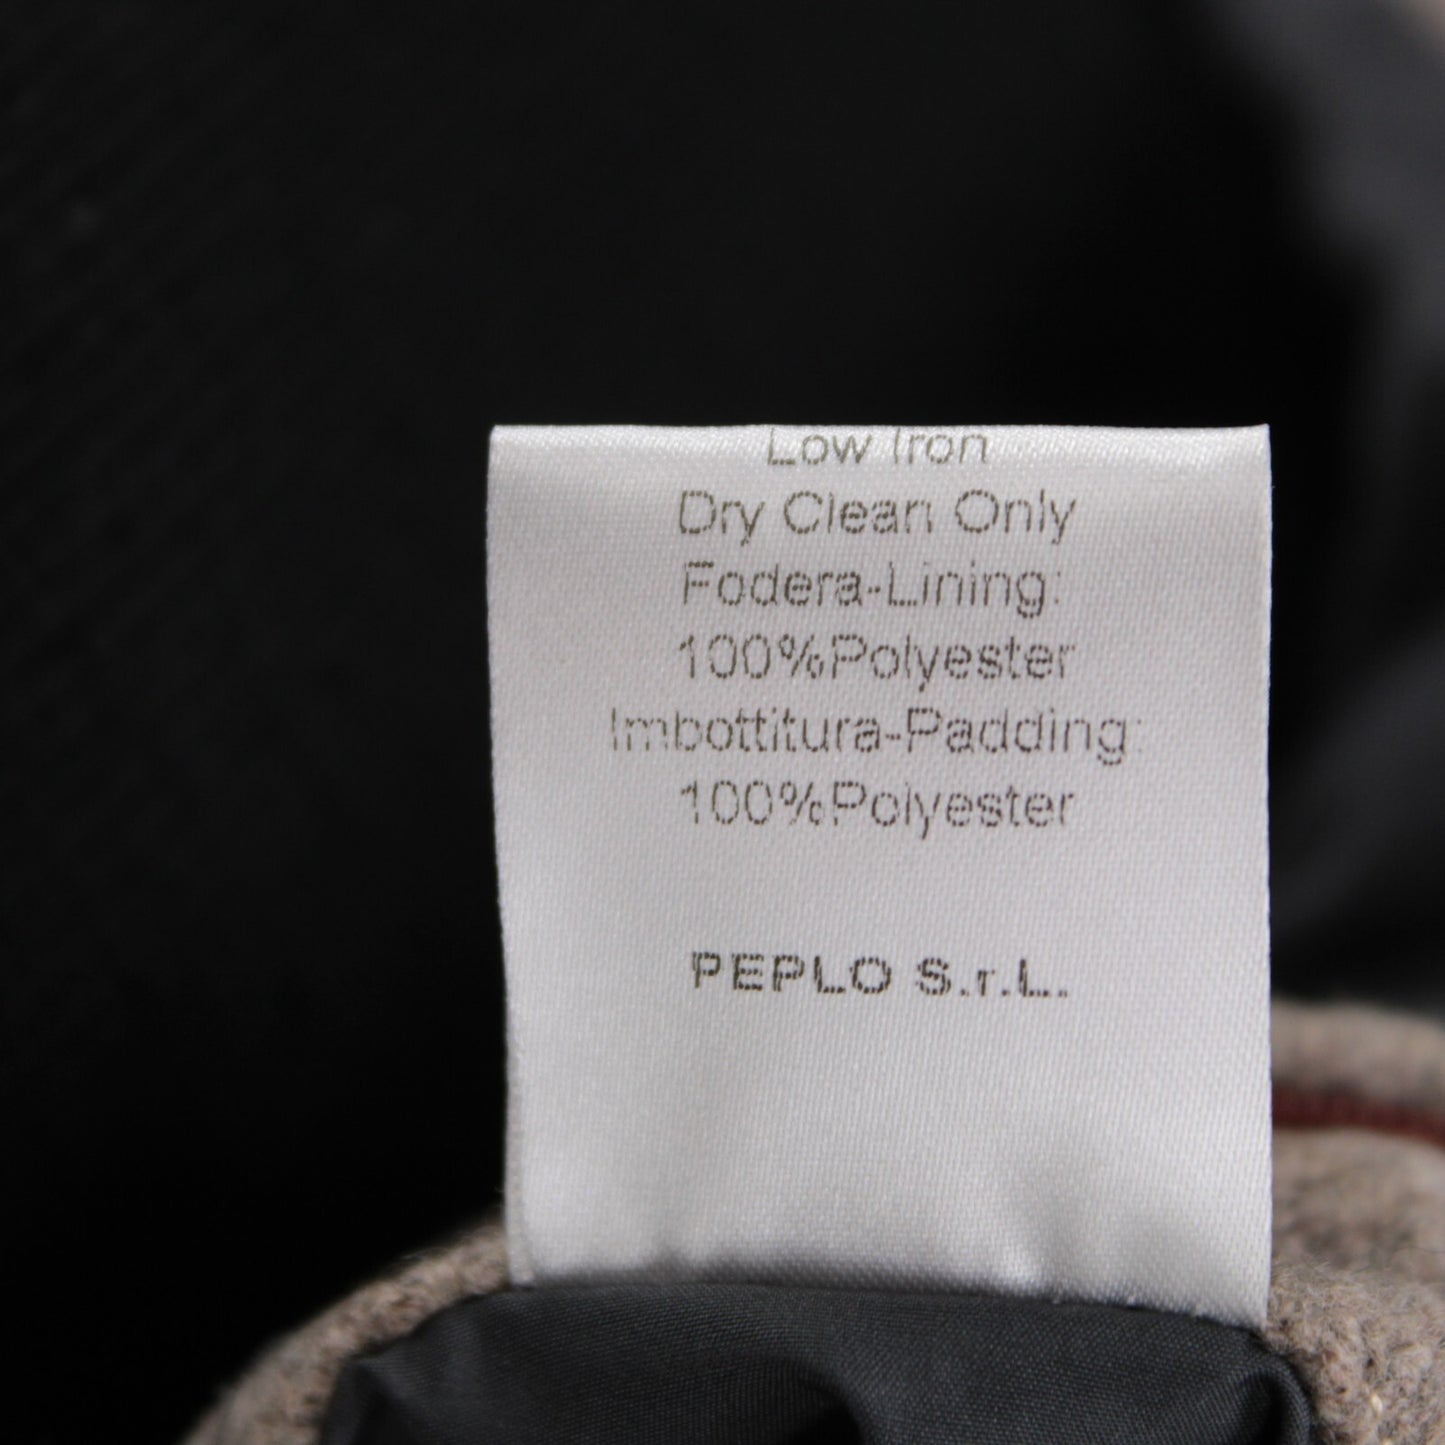 Low Iron
Dry Clean Only
Fodera-Lining:
100%Polyester
Imbottitura-Padding:
100%Polyester
PEPLO S.r.L.